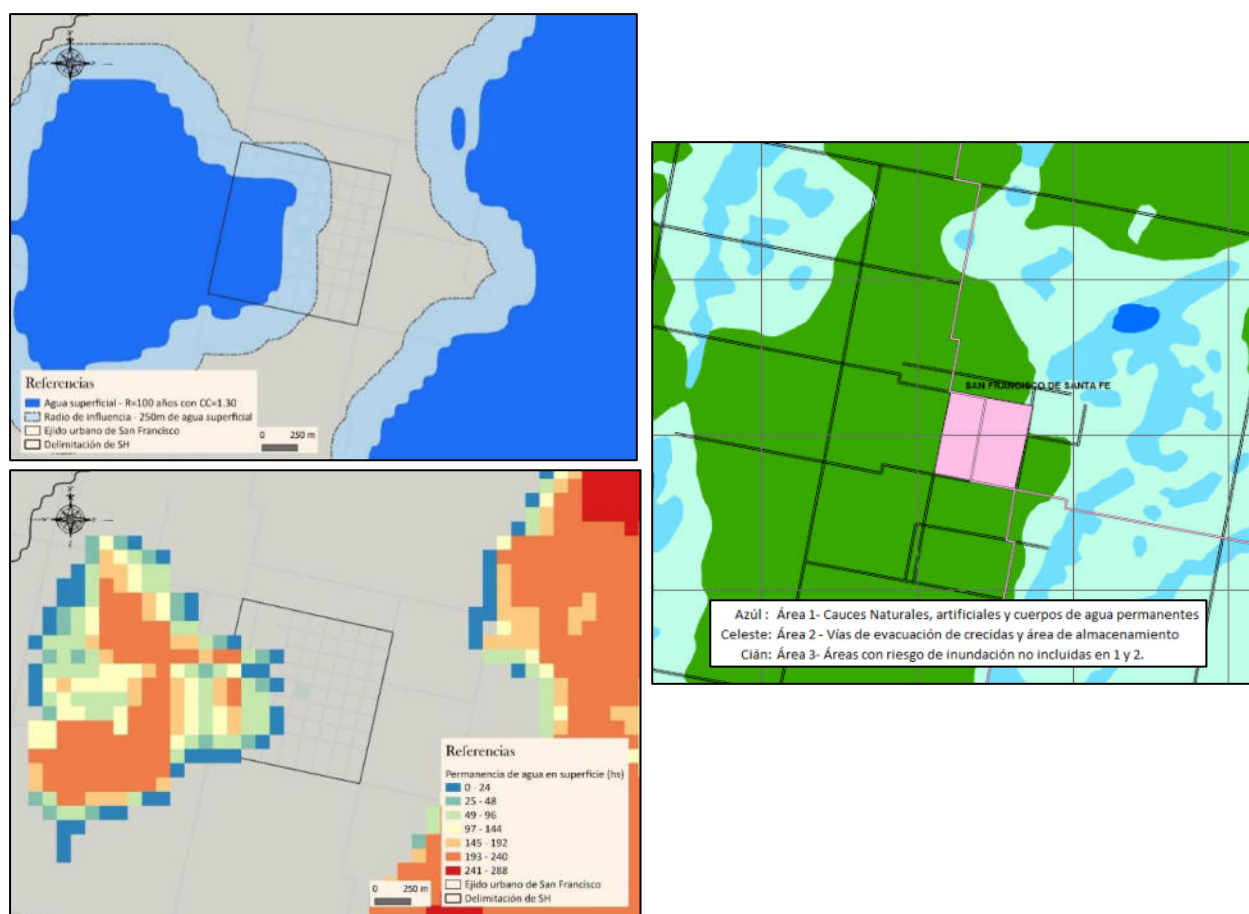 Referencias
Agua superficial - R=100 años con CC=1.30
Radio de influencia - 250m de agua superficial
Ejido urbano de San Francisco
Delimitación de SH
0 250 m
SAN FRANCISCO DE SANTA FE
Azúl : Área 1- Cauces Naturales, artificiales y cuerpos de agua permanentes
Celeste: Área 2 - Vías de evacuación de crecidas y área de almacenamiento
Cián: Área 3- Áreas con riesgo de inundación no incluidas en 1 y 2.
Referencias
Permanencia de agua en superficie (hs)
0 - 24
25 - 48
49 - 96
97 - 144
145 - 192
193 - 240
241 - 288
Ejido urbano de San Francisco
Delimitación de SH
0 250 m